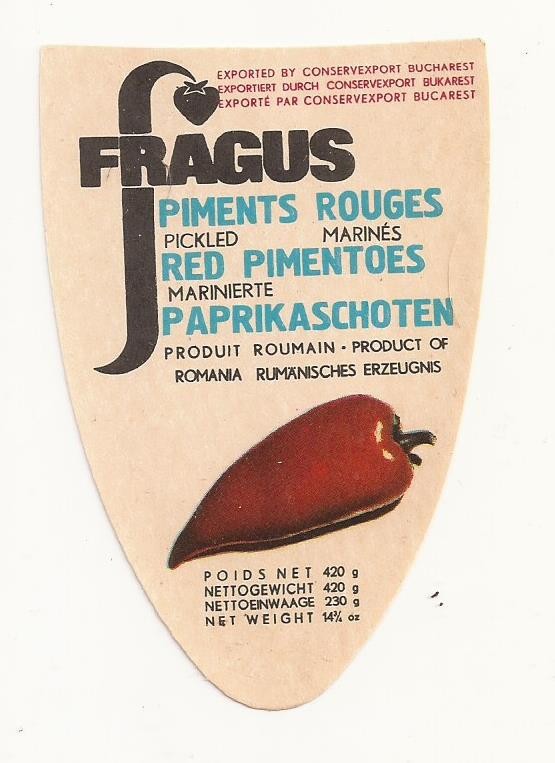 EXPORTED BY CONSERVEXPORT BUCHAREST
EXPORTIERT DURCH CONSERVEXPORT BUKAREST
EXPORTÉ PAR CONSERVEXPORT BUCAREST
FRAGUS
PIMENTS ROUGES
PICKLED MARINÉS
RED PIMENTOES
MARINIERTE
PAPRIKASCHOTEN
PRODUIT ROUMAIN - PRODUCT OF
ROMANIA RUMÄNISCHES ERZEUGNIS
POIDS NET 420 g
NETTOGEWICHT 420 g
NETTOEINWAAGE 230 g
NET WEIGHT 14¾ oz